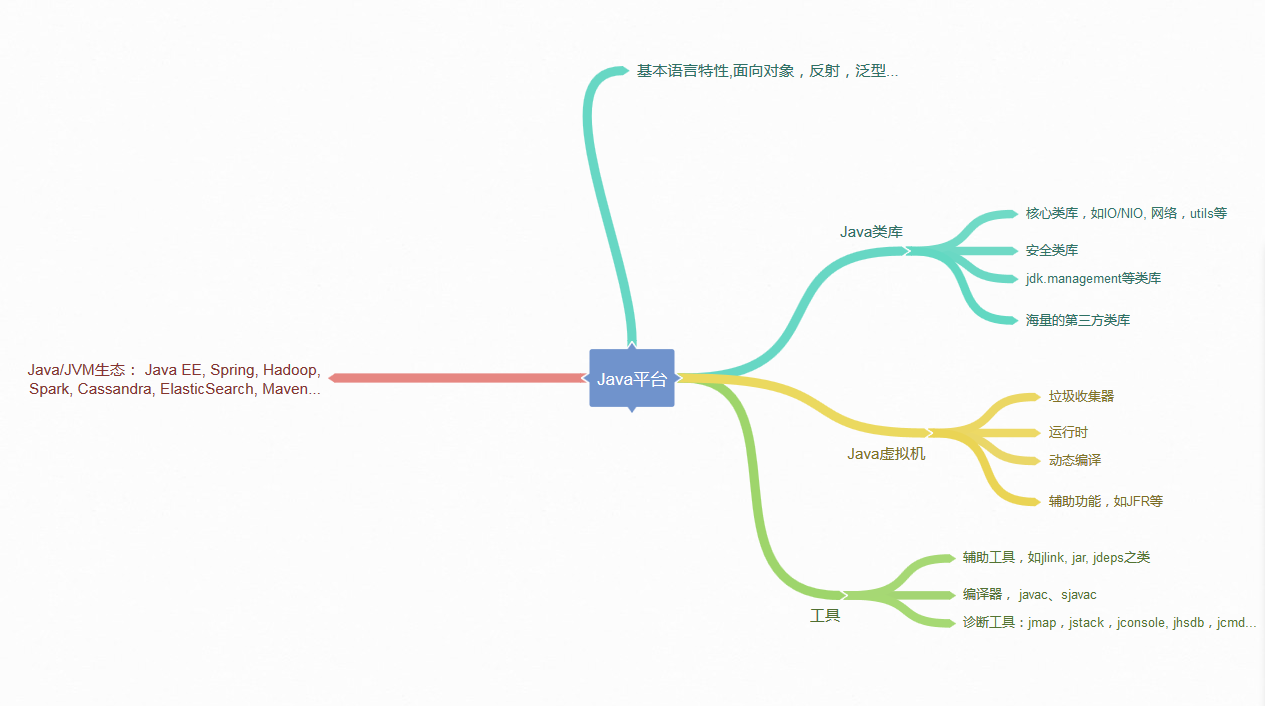 基本语言特性,面向对象，反射，泛型...
Java类库
核心类库，如IO/NIO, 网络，utils等
安全类库
jdk.management等类库
海量的第三方类库
Java/JVM生态： Java EE, Spring, Hadoop,
Spark, Cassandra, ElasticSearch, Maven...
Java平台
Java虚拟机
垃圾收集器
运行时
动态编译
辅助功能，如JFR等
工具
辅助工具，如jlink, jar, jdeps之类
编译器， javac、sjavac
诊断工具：jmap，jstack，jconsole, jhsdb，jcmd...